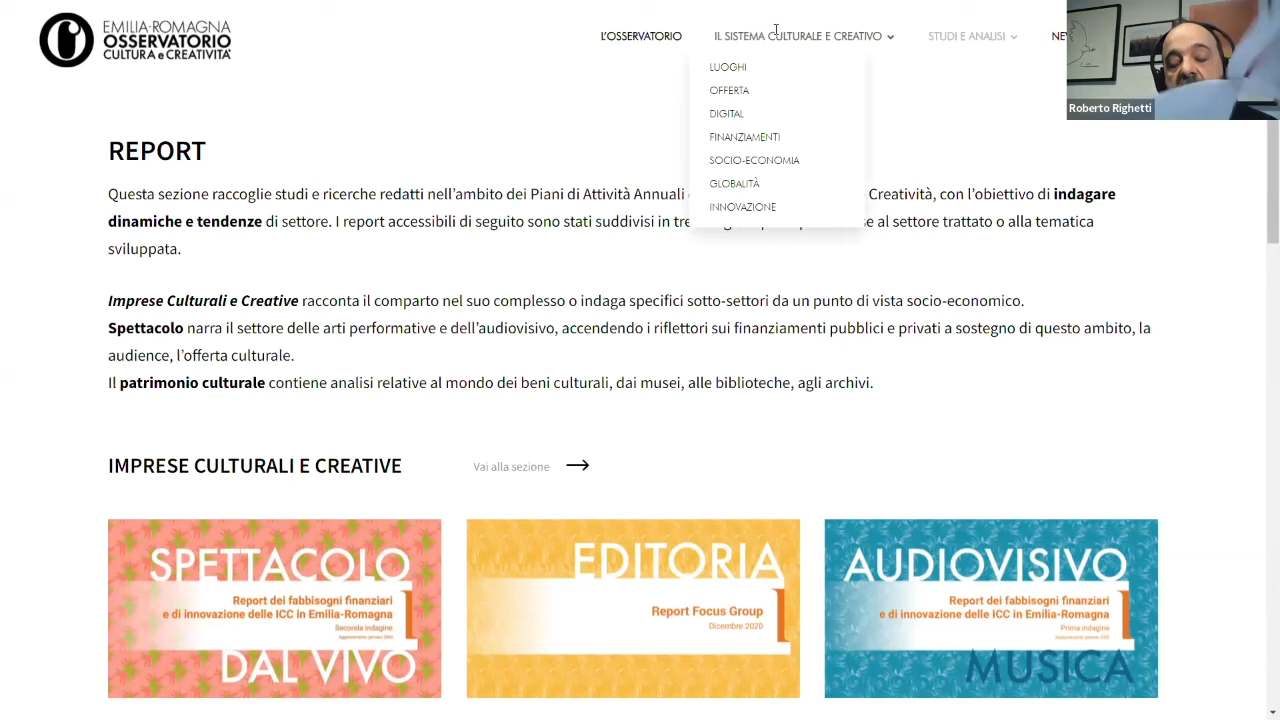 EMILIA-ROMAGNA
OSSERVATORIO
CULTURA e CREATIVITÀ
L'OSSERVATORIO
IL SISTEMA CULTURALE E CREATIVO
STUDI E ANALISI
LUOGHI
OFFERTA
DIGITAL
FINANZIAMENTI
SOCIO-ECONOMIA
GLOBALITÀ
INNOVAZIONE
Roberto Righetti
REPORT
Questa sezione raccoglie studi e ricerche redatti nell'ambito dei Piani di Attività Annuali Creatività, con l'obiettivo di indagare
dinamiche e tendenze di settore. I report accessibili di seguito sono stati suddivisi in al settore trattato o alla tematica
sviluppata.
Imprese Culturali e Creative racconta il comparto nel suo complesso o indaga specifici sotto-settori da un punto di vista socio-economico.
Spettacolo narra il settore delle arti performative e dell'audiovisivo, accendendo i riflettori sui finanziamenti pubblici e privati a sostegno di questo ambito, la
audience, l'offerta culturale.
Il patrimonio culturale contiene analisi relative al mondo dei beni culturali, dai musei, alle biblioteche, agli archivi.
IMPRESE CULTURALI E CREATIVE
Vai alla sezione
SPETTACOLO
Report dei fabbisogni finanziari
e di innovazione delle ICC in Emilia-Romagna
Seconda indagine
DAL VIVO
EDITORIA
Report Focus Group
Dicembre 2020
AUDIOVISIVO
Report dei fabbisogni finanziari
e di innovazione delle ICC in Emilia-Romagna
Prima indagine
MUSICA